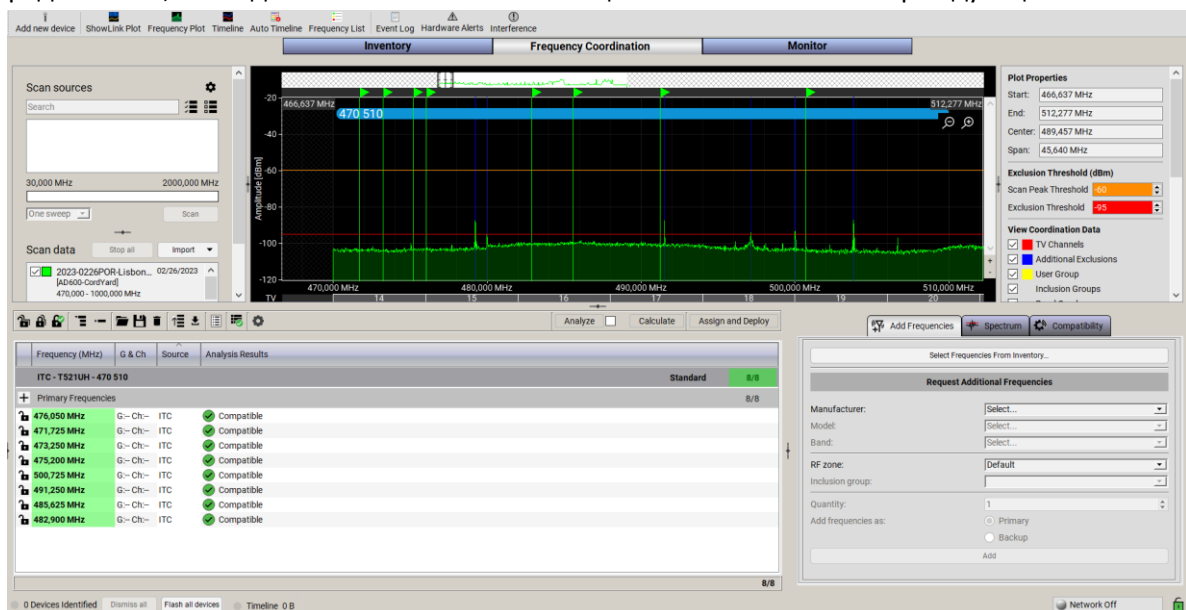 Add new device ShowLink Plot Frequency Plot Timeline Auto Timeline Frequency List Event Log Hardware Alerts Interference
Inventory Frequency Coordination Monitor
Scan sources
Search
30,000 MHz 2000,000 MHz
One sweep Scan
Scan data Stop all Import
2023-0226POR-Lisbon... 02/26/2023
[AD600-CordYard]
470,000 - 1000,000 MHz
466,637 MHz 512,277 MHz
470 510
Amplitude [dBm]
-20
-40
-60
-80
-100
-120
470,000 MHz 480,000 MHz 490,000 MHz 500,000 MHz 510,000 MHz
TV 14 15 16 17 18 19 20
Plot Properties
Start: 466,637 MHz
End: 512,277 MHz
Center: 489,457 MHz
Span: 45,640 MHz
Exclusion Threshold (dBm)
Scan Peak Threshold -60
Exclusion Threshold -95
View Coordination Data
TV Channels
Additional Exclusions
User Group
Inclusion Groups
Analyze Calculate Assign and Deploy
Frequency (MHz) G & Ch Source Analysis Results
ITC - T521UH - 470 510 Standard 8/8
Primary Frequencies 8/8
476,050 MHz G:-- Ch:-- ITC Compatible
471,725 MHz G:-- Ch:-- ITC Compatible
473,250 MHz G:-- Ch:-- ITC Compatible
475,200 MHz G:-- Ch:-- ITC Compatible
500,725 MHz G:-- Ch:-- ITC Compatible
491,250 MHz G:-- Ch:-- ITC Compatible
485,625 MHz G:-- Ch:-- ITC Compatible
482,900 MHz G:-- Ch:-- ITC Compatible
8/8
Add Frequencies Spectrum Compatibility
Select Frequencies From Inventory...
Request Additional Frequencies
Manufacturer: Select...
Model: Select...
Band: Select...
RF zone: Default
Inclusion group:
Quantity: 1
Add frequencies as: Primary
Backup
Add
0 Devices Identified Dismiss all Flash all devices Timeline 0 B Network Off